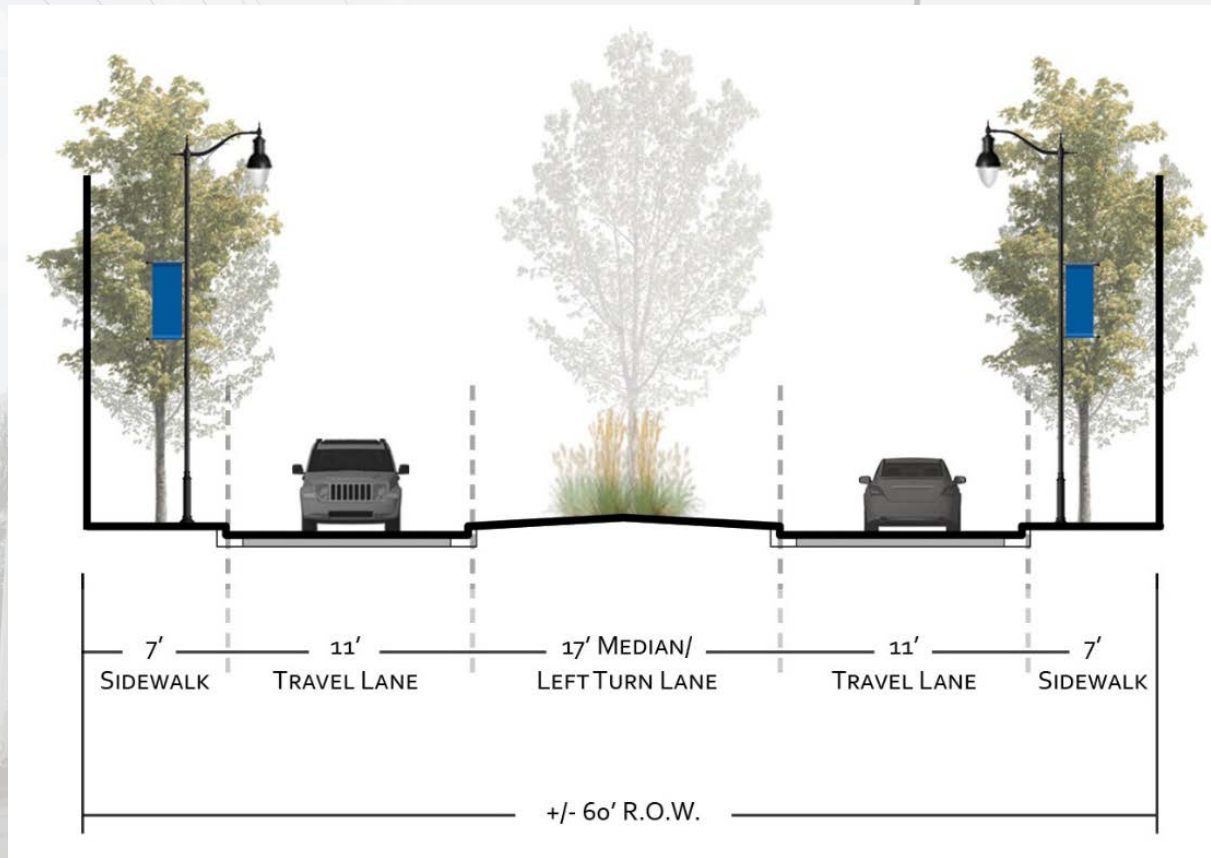 7'
SIDEWALK
11'
TRAVEL LANE
17' MEDIAN/
LEFT TURN LANE
11'
TRAVEL LANE
7'
SIDEWALK
+/- 60' R.O.W.